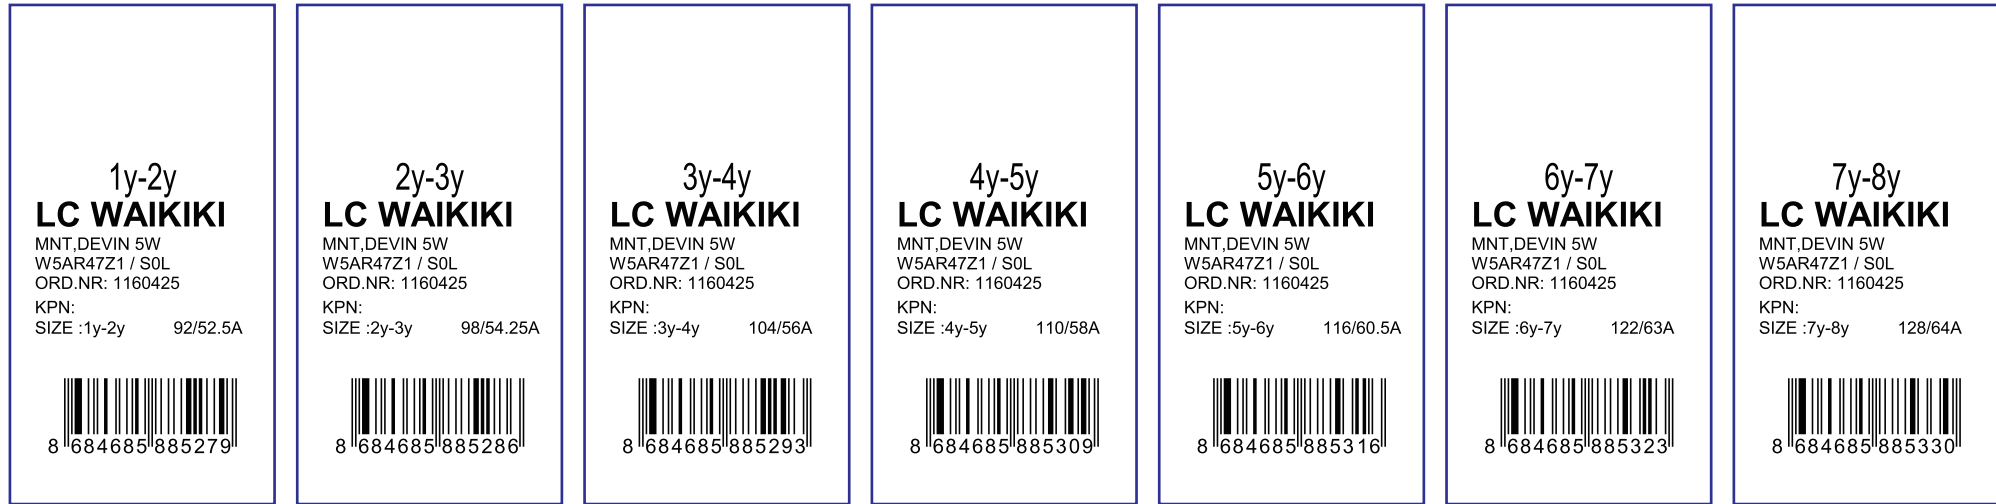 1y-2y
LC WAIKIKI
MNT,DEVIN 5W
W5AR47Z1 / S0L
ORD.NR: 1160425
KPN:
SIZE :1y-2y 92/52.5A
8 684685 885279
2y-3y
LC WAIKIKI
MNT,DEVIN 5W
W5AR47Z1 / S0L
ORD.NR: 1160425
KPN:
SIZE :2y-3y 98/54.25A
8 684685 885286
3y-4y
LC WAIKIKI
MNT,DEVIN 5W
W5AR47Z1 / S0L
ORD.NR: 1160425
KPN:
SIZE :3y-4y 104/56A
8 684685 885293
4y-5y
LC WAIKIKI
MNT,DEVIN 5W
W5AR47Z1 / S0L
ORD.NR: 1160425
KPN:
SIZE :4y-5y 110/58A
8 684685 885309
5y-6y
LC WAIKIKI
MNT,DEVIN 5W
W5AR47Z1 / S0L
ORD.NR: 1160425
KPN:
SIZE :5y-6y 116/60.5A
8 684685 885316
6y-7y
LC WAIKIKI
MNT,DEVIN 5W
W5AR47Z1 / S0L
ORD.NR: 1160425
KPN:
SIZE :6y-7y 122/63A
8 684685 885323
7y-8y
LC WAIKIKI
MNT,DEVIN 5W
W5AR47Z1 / S0L
ORD.NR: 1160425
KPN:
SIZE :7y-8y 128/64A
8 684685 885330